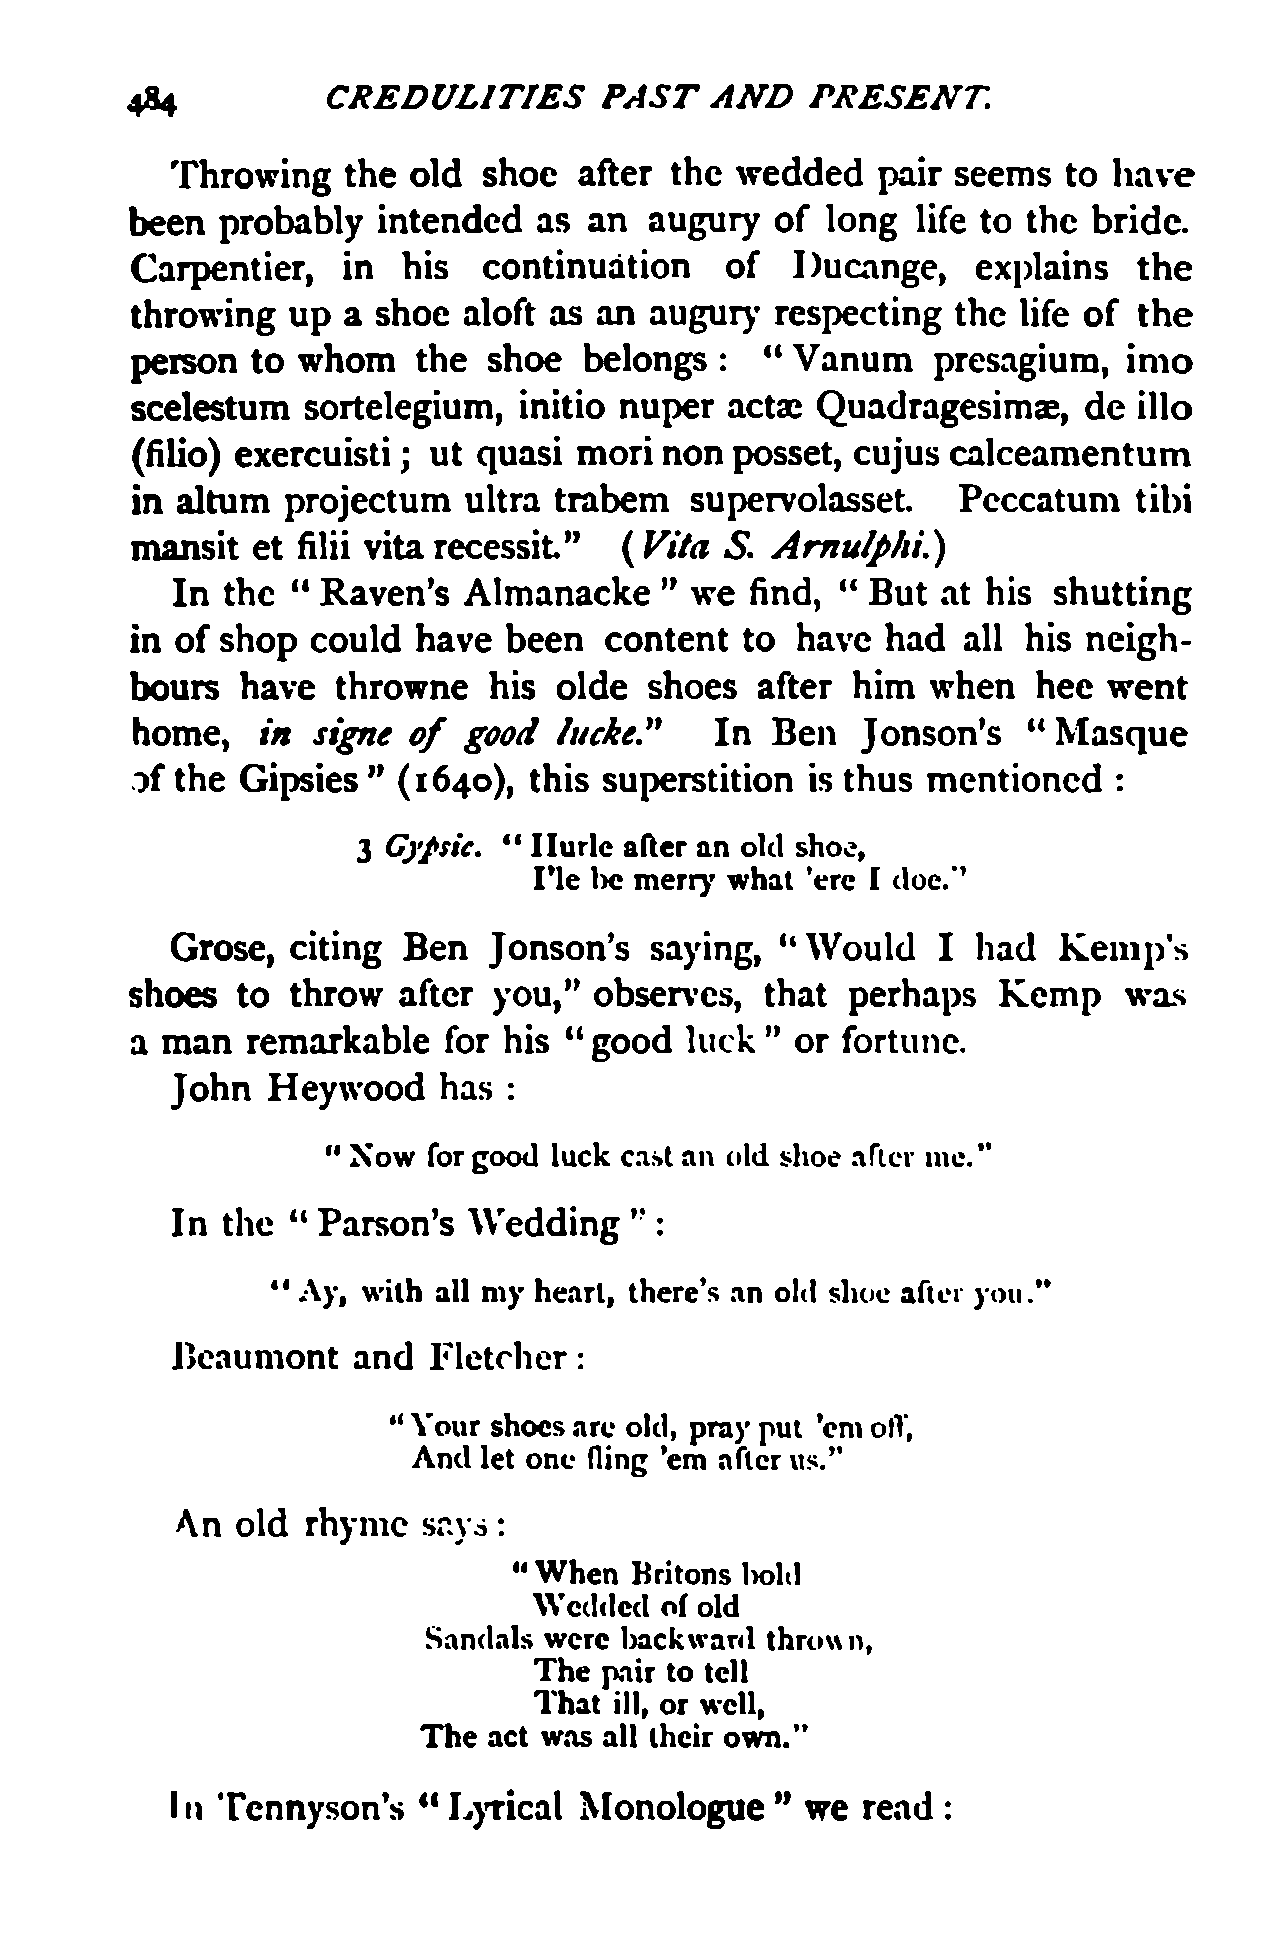 484 CREDULITIES PAST AND PRESENT.
Throwing the old shoe after the wedded pair seems to have
been probably intended as an augury of long life to the bride.
Carpentier, in his continuation of Ducange, explains the
throwing up a shoe aloft as an augury respecting the life of the
person to whom the shoe belongs : “ Vanum presagium, imo
scelestum sortelegium, initio nuper actæ Quadragesimæ, de illo
(filio) exercuisti ; ut quasi mori non posset, cujus calceamentum
in altum projectum ultra trabem supervolasset. Peccatum tibi
mansit et filii vita recessit.” (Vita S. Arnulphi.)
In the “ Raven's Almanacke ” we find, “ But at his shutting
in of shop could have been content to have had all his neigh-
bours have throwne his olde shoes after him when hee went
home, in signe of good lucke.” In Ben Jonson's “ Masque
of the Gipsies ” (1640), this superstition is thus mentioned :
3 Gypsie. “ Hurle after an old shoe,
I'le be merry what 'ere I doe.”
Grose, citing Ben Jonson's saying, “ Would I had Kemp's
shoes to throw after you,” observes, that perhaps Kemp was
a man remarkable for his “ good luck ” or fortune.
John Heywood has :
“ Now for good luck cast an old shoe after me.”
In the “ Parson's Wedding ” :
“ Ay, with all my heart, there's an old shoe after you.”
Beaumont and Fletcher :
“ Your shoes are old, pray put 'em off,
And let one fling 'em after us.”
An old rhyme says :
“ When Britons bold
Wedded of old
Sandals were backward thrown,
The pair to tell
That ill, or well,
The act was all their own.”
In Tennyson's “ Lyrical Monologue ” we read :